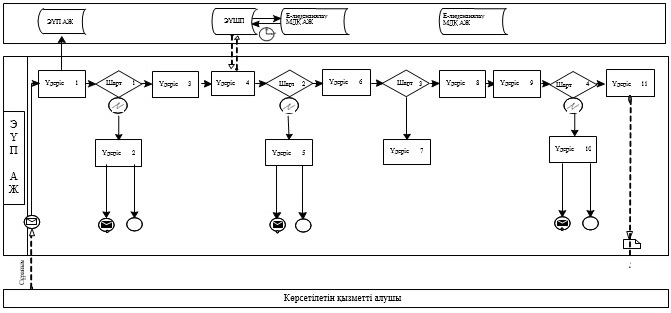 ЭҮП АЖ
ЭҮШП
Е-лицензиялау
МДҚ АЖ
Е-лицензиялау
МДҚ АЖ
Үдеріс 1
Шарт 1
Үдеріс 3
Үдеріс 4
Шарт 2
Үдеріс 6
Шарт 3
Үдеріс 8
Үдеріс 9
Шарт 4
Үдеріс 11
Үдеріс 2
Үдеріс 5
Үдеріс 7
Үдеріс 10
ЭҮП АЖ
Сұраным
Көрсетілетін қызметті алушы